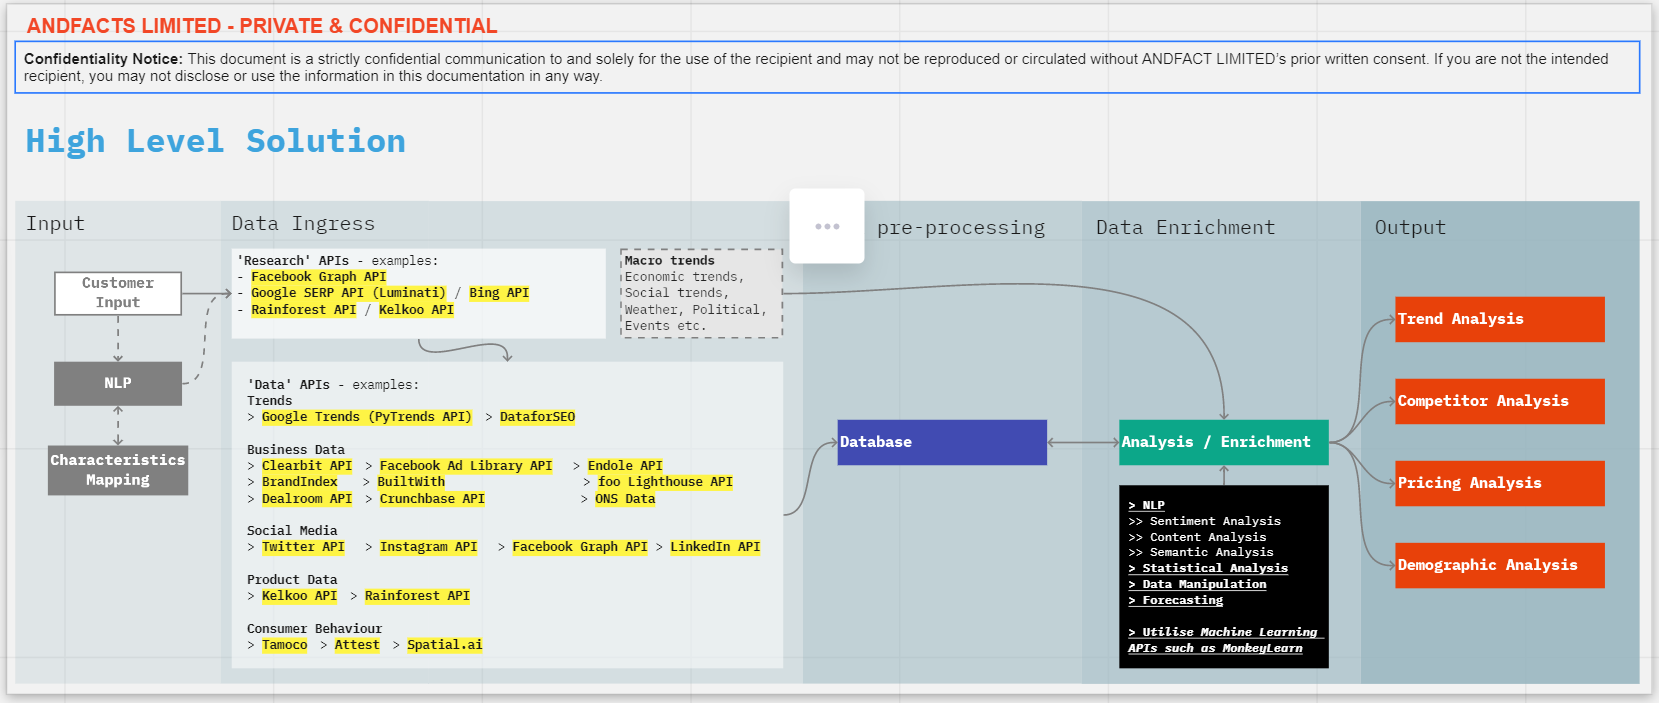 ANDFACTS LIMITED - PRIVATE & CONFIDENTIAL
Confidentiality Notice: This document is a strictly confidential communication to and solely for the use of the recipient and may not be reproduced or circulated without ANDFACT LIMITED's prior written consent. If you are not the intended
recipient, you may not disclose or use the information in this documentation in any way.
High Level Solution
Input
Customer
Input
NLP
Characteristics
Mapping
Data Ingress
'Research' APIs - examples:
- Facebook Graph API
- Google SERP API (Luminati) / Bing API
- Rainforest API / Kelkoo API
Macro trends
Economic trends,
Social trends,
Weather, Political,
Events etc.
'Data' APIs - examples:
Trends
> Google Trends (PyTrends API) > DataforSEO
Business Data
> Clearbit API > Facebook Ad Library API > Endole API
> BrandIndex > BuiltWith > foo Lighthouse API
> Dealroom API > Crunchbase API > ONS Data
Social Media
> Twitter API > Instagram API > Facebook Graph API > LinkedIn API
Product Data
> Kelkoo API > Rainforest API
Consumer Behaviour
> Tamoco > Attest > Spatial.ai
pre-processing
Database
Data Enrichment
Analysis / Enrichment
> NLP
>> Sentiment Analysis
>> Content Analysis
>> Semantic Analysis
> Statistical Analysis
> Data Manipulation
> Forecasting
> Utilise Machine Learning
APIs such as MonkeyLearn
Output
Trend Analysis
Competitor Analysis
Pricing Analysis
Demographic Analysis